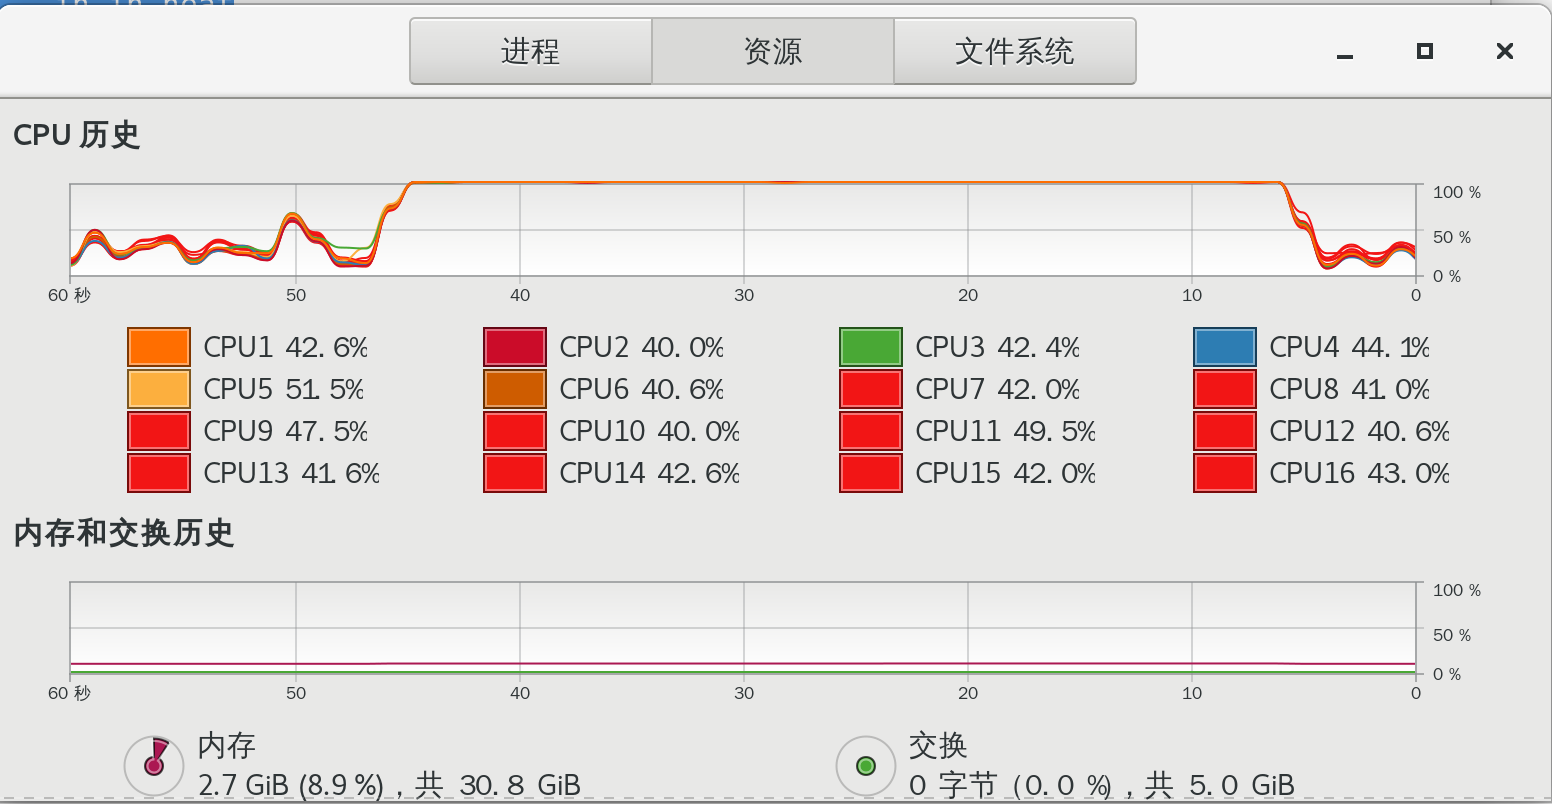 进程 资源 文件系统
CPU 历史
100 %
50 %
0 %
60 秒 50 40 30 20 10 0
CPU1 42.6% CPU2 40.0% CPU3 42.4% CPU4 44.1%
CPU5 51.5% CPU6 40.6% CPU7 42.0% CPU8 41.0%
CPU9 47.5% CPU10 40.0% CPU11 49.5% CPU12 40.6%
CPU13 41.6% CPU14 42.6% CPU15 42.0% CPU16 43.0%
内存和交换历史
100 %
50 %
0 %
60 秒 50 40 30 20 10 0
内存 交换
2.7 GiB (8.9 %)，共 30.8 GiB 0 字节（0.0 %)，共 5.0 GiB